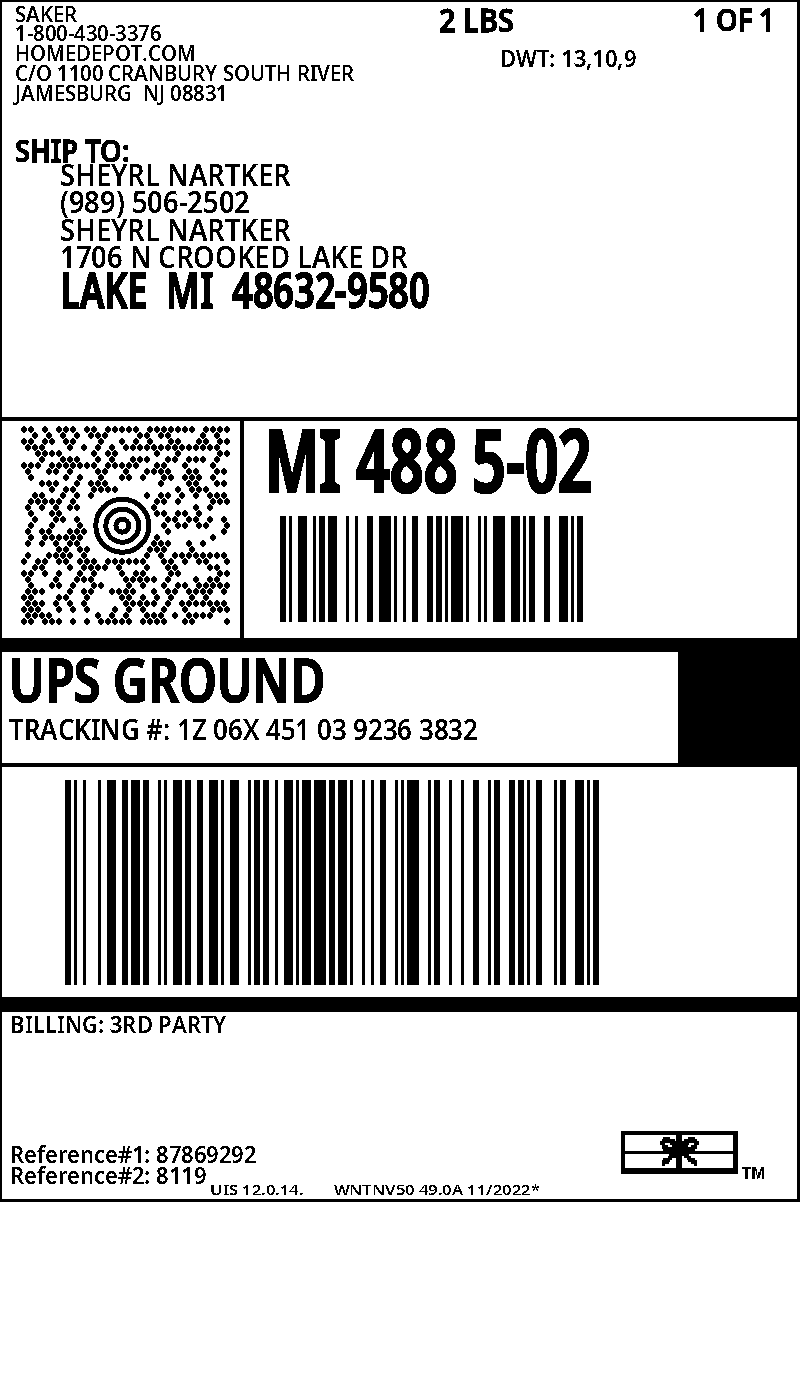 SAKER
1-800-430-3376
HOMEDEPOT.COM
C/O 1100 CRANBURY SOUTH RIVER
JAMESBURG NJ 08831
2 LBS
1 OF 1
DWT: 13,10,9
SHIP TO:
SHEYRL NARTKER
(989) 506-2502
SHEYRL NARTKER
1706 N CROOKED LAKE DR
LAKE MI 48632-9580
MI 488 5-02
UPS GROUND
TRACKING #: 1Z 06X 451 03 9236 3832
BILLING: 3RD PARTY
Reference#1: 87869292
Reference#2: 8119
UIS 12.0.14. WNTNV50 49.0A 11/2022*
TM